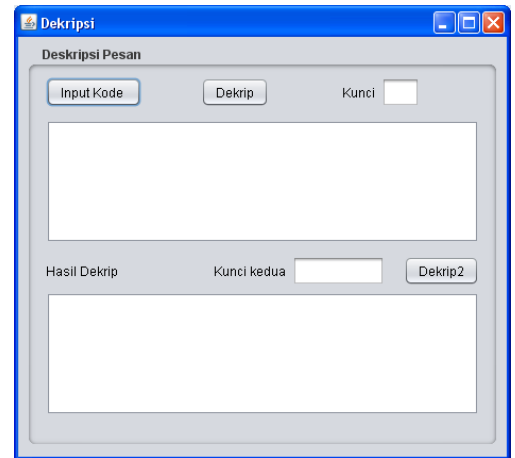 Dekripsi
Deskripsi Pesan
Input Kode Dekrip Kunci
Hasil Dekrip Kunci kedua Dekrip2